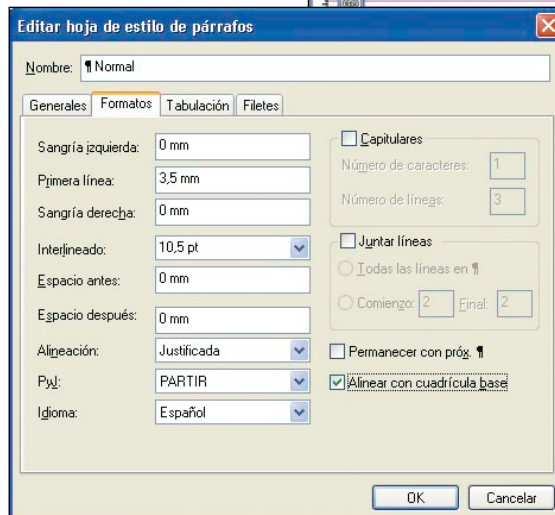 Editar hoja de estilo de párrafos
Nombre: ¶ Normal
Generales Formatos Tabulación Filetes
Sangría izquierda: 0 mm
Primera línea: 3,5 mm
Sangría derecha: 0 mm
Interlineado: 10,5 pt
Espacio antes: 0 mm
Espacio después: 0 mm
Alineación: Justificada
PyJ: PARTIR
Idioma: Español
Capitulares
Número de caracteres: 1
Número de líneas: 3
Juntar líneas
Todas las líneas en ¶
Comienzo: 2 Final: 2
Permanecer con próx. ¶
Alinear con cuadrícula base
OK Cancelar